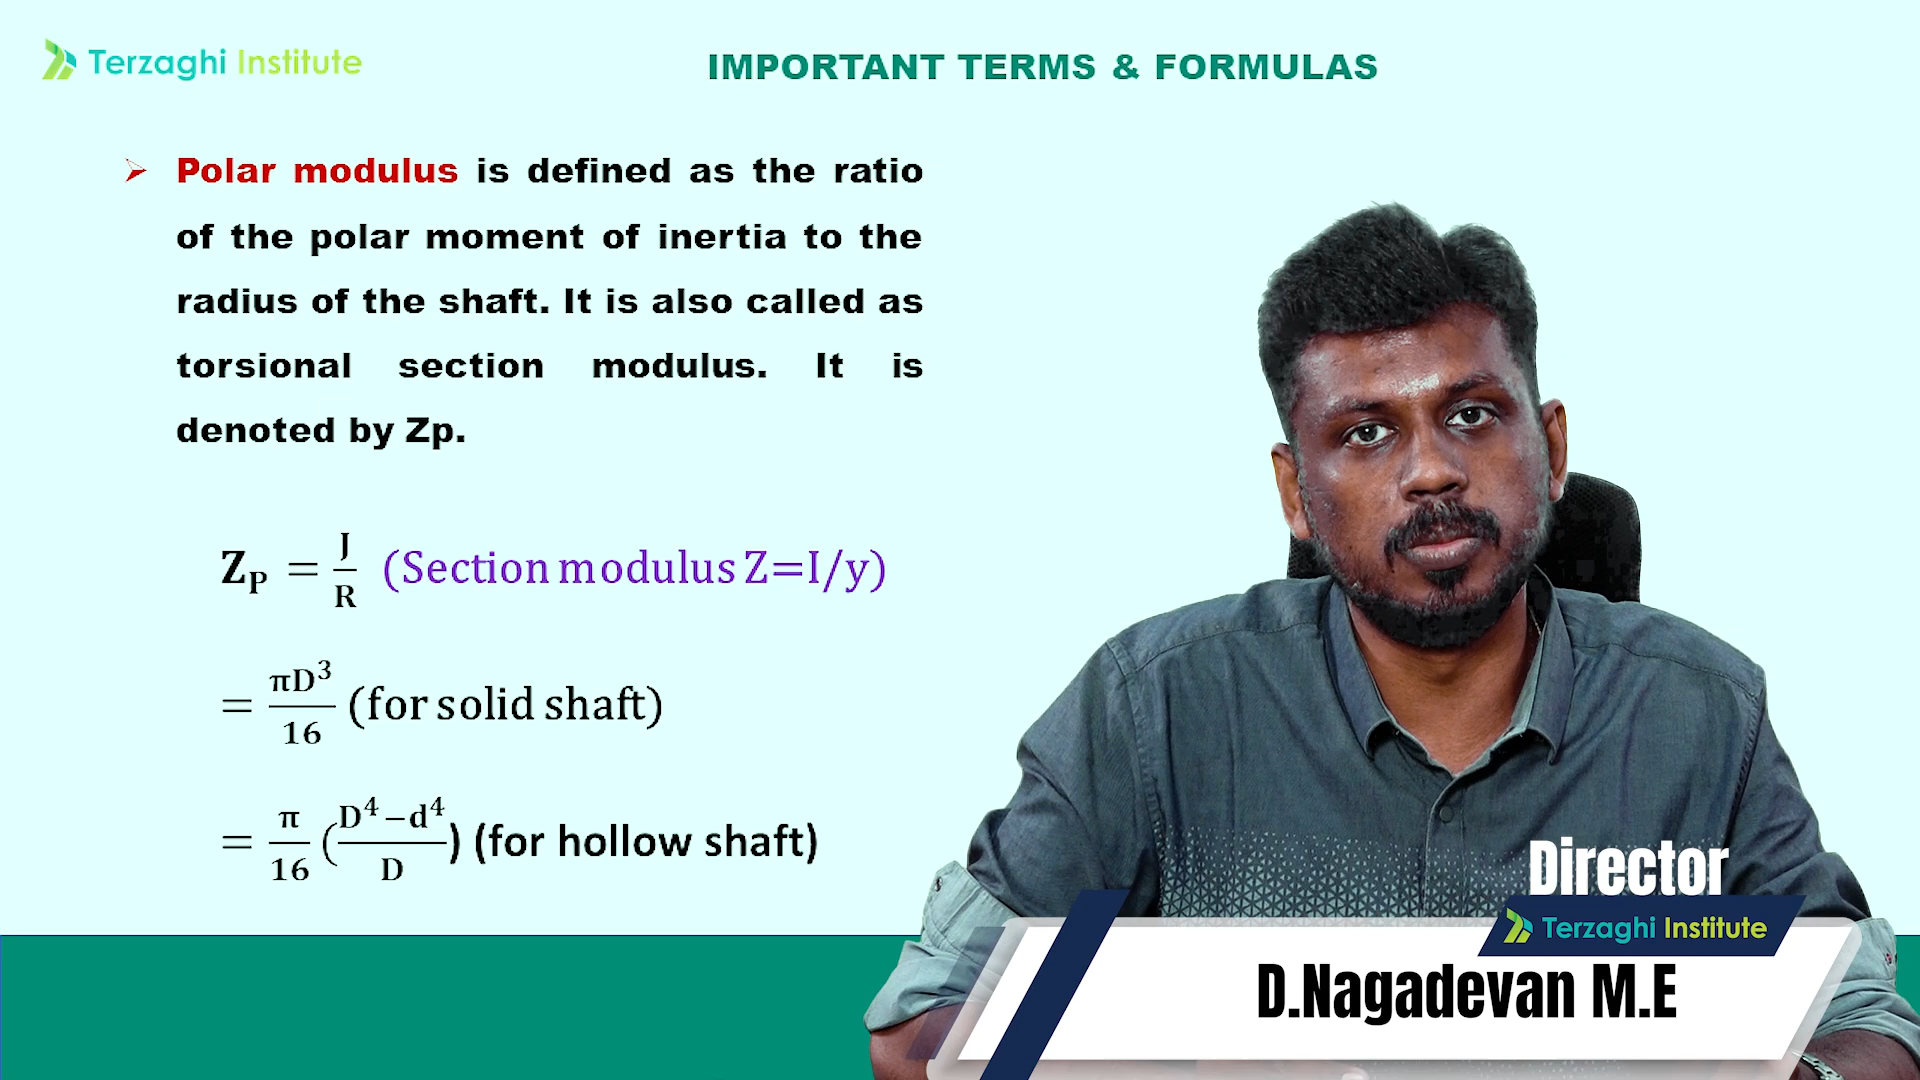 Terzaghi Institute
IMPORTANT TERMS & FORMULAS
➢ Polar modulus is defined as the ratio
of the polar moment of inertia to the
radius of the shaft. It is also called as
torsional section modulus. It is
denoted by Zp.
Z_P = J/R (Section modulus Z=I/y)
= πD³/16 (for solid shaft)
= π/16 (D⁴−d⁴/D) (for hollow shaft)
Director
Terzaghi Institute
D.Nagadevan M.E